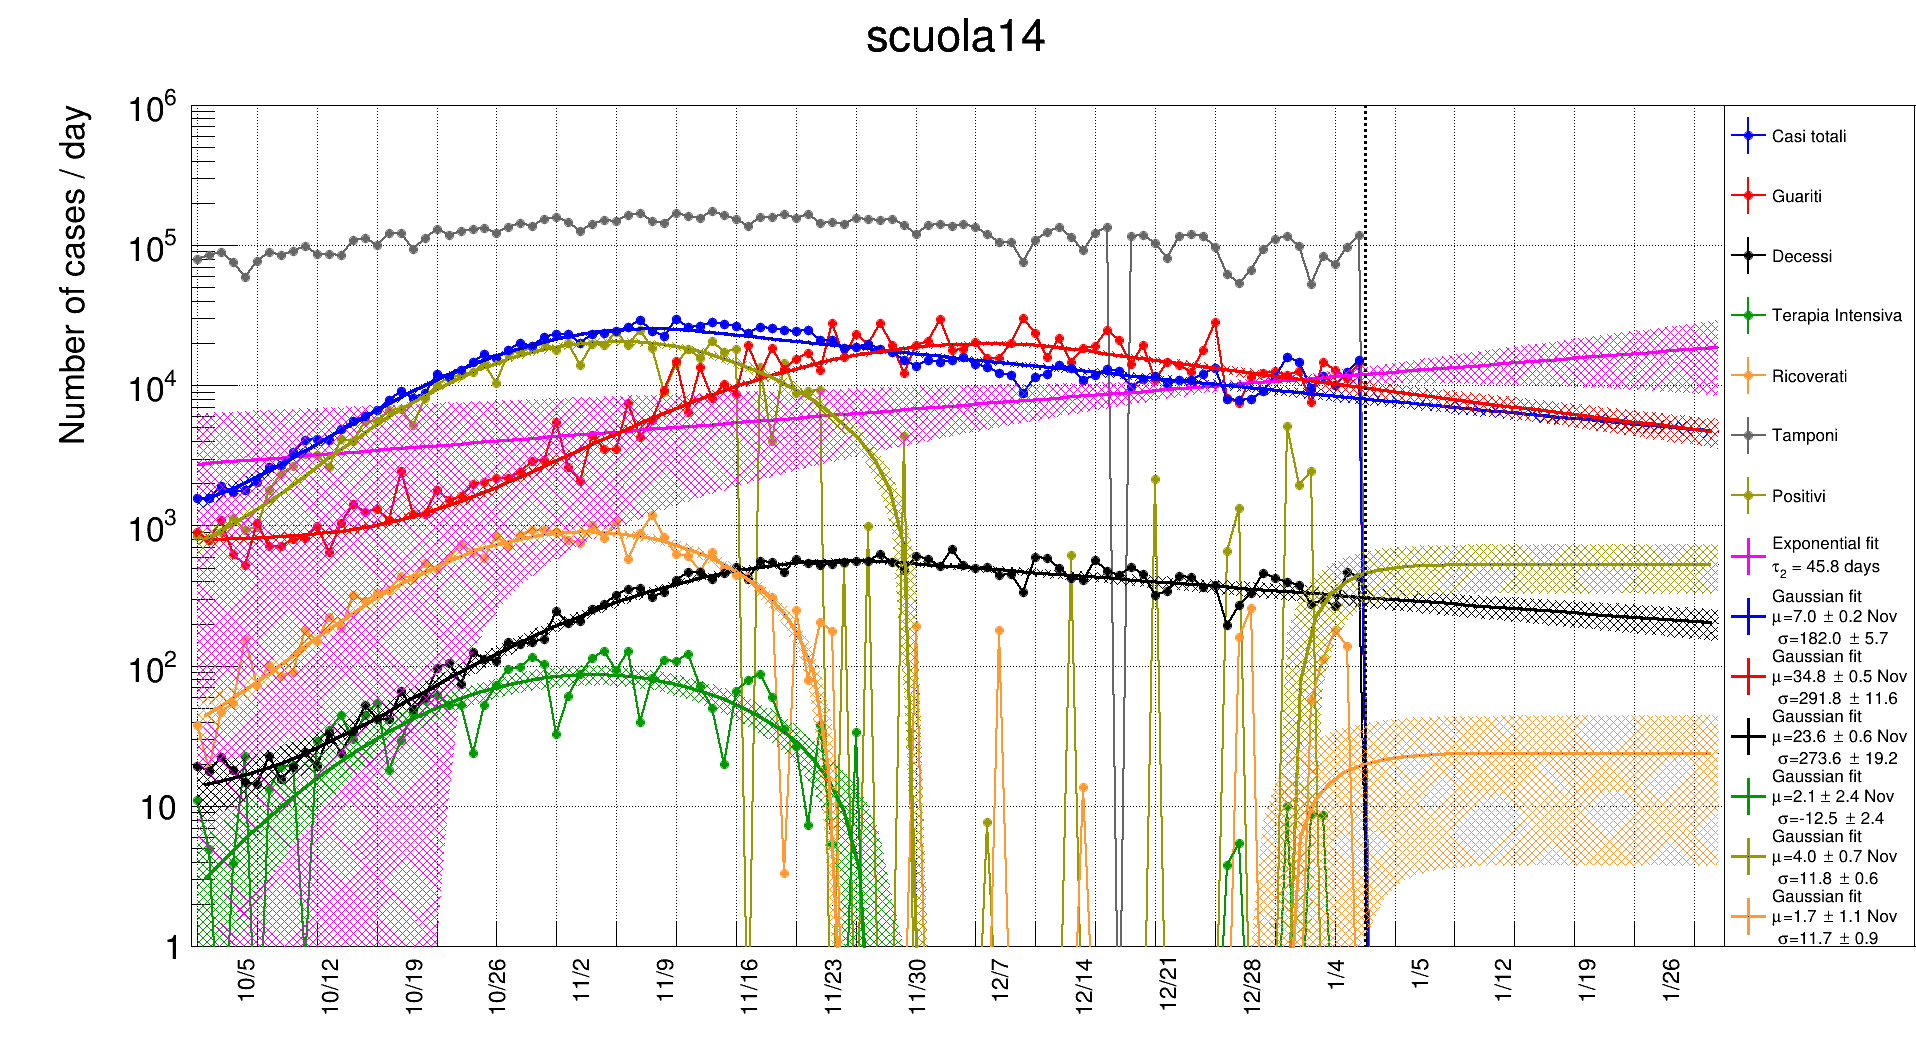 scuola14
Number of cases / day
10^6
10^5
10^4
10^3
10^2
10
1
10/5
10/12
10/19
10/26
11/2
11/9
11/16
11/23
11/30
12/7
12/14
12/21
12/28
1/4
1/5
1/12
1/19
1/26
Casi totali
Guariti
Decessi
Terapia Intensiva
Ricoverati
Tamponi
Positivi
Exponential fit
τ_2 = 45.8 days
Gaussian fit
μ=7.0 ± 0.2 Nov
σ=182.0 ± 5.7
Gaussian fit
μ=34.8 ± 0.5 Nov
σ=291.8 ± 11.6
Gaussian fit
μ=23.6 ± 0.6 Nov
σ=273.6 ± 19.2
Gaussian fit
μ=2.1 ± 2.4 Nov
σ=-12.5 ± 2.4
Gaussian fit
μ=4.0 ± 0.7 Nov
σ=11.8 ± 0.6
Gaussian fit
μ=1.7 ± 1.1 Nov
σ=11.7 ± 0.9